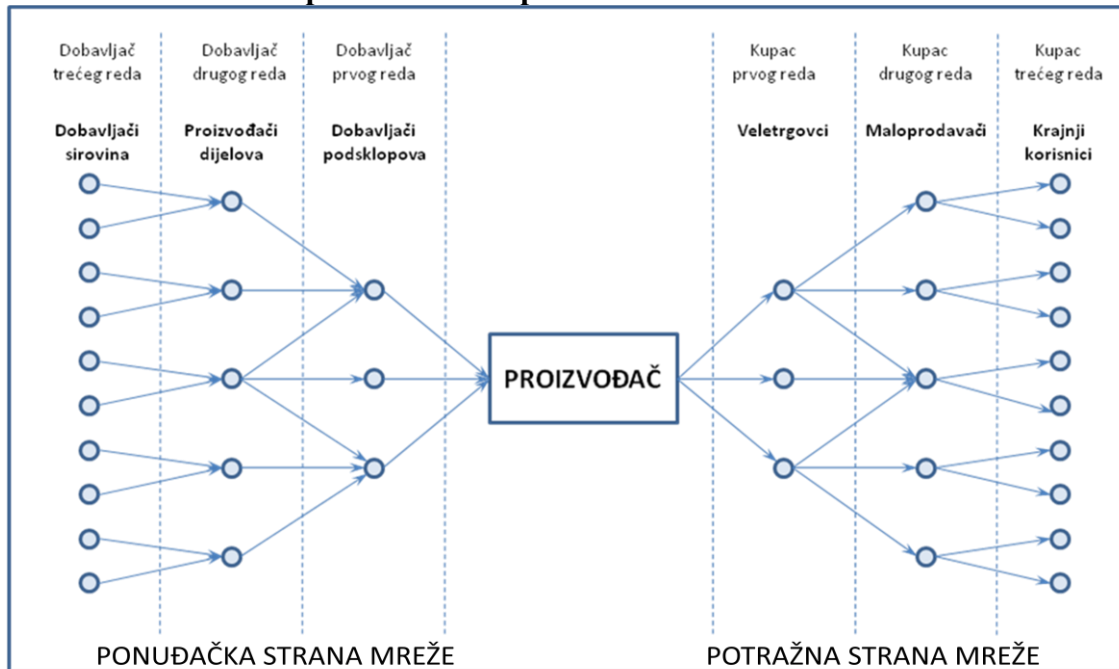 Dobavljač
trećeg reda
Dobavljač
drugog reda
Dobavljač
prvog reda
Kupac
prvog reda
Kupac
drugog reda
Kupac
trećeg reda
Dobavljači
sirovina
Proizvođači
dijelova
Dobavljači
podsklopova
Veletrgovci
Maloprodavači
Krajnji
korisnici
PROIZVOĐAČ
PONUĐAČKA STRANA MREŽE
POTRAŽNA STRANA MREŽE